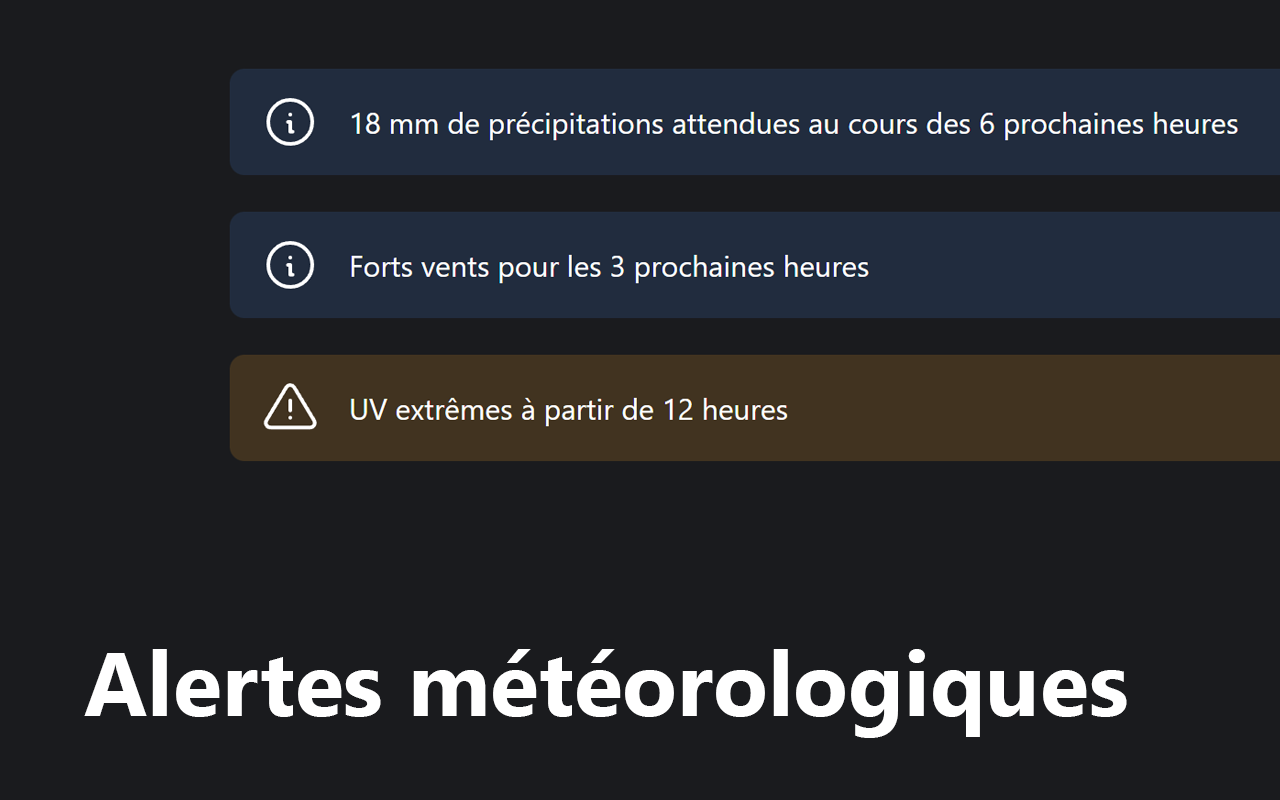 18 mm de précipitations attendues au cours des 6 prochaines heures
Forts vents pour les 3 prochaines heures
UV extrêmes à partir de 12 heures
Alertes météorologiques